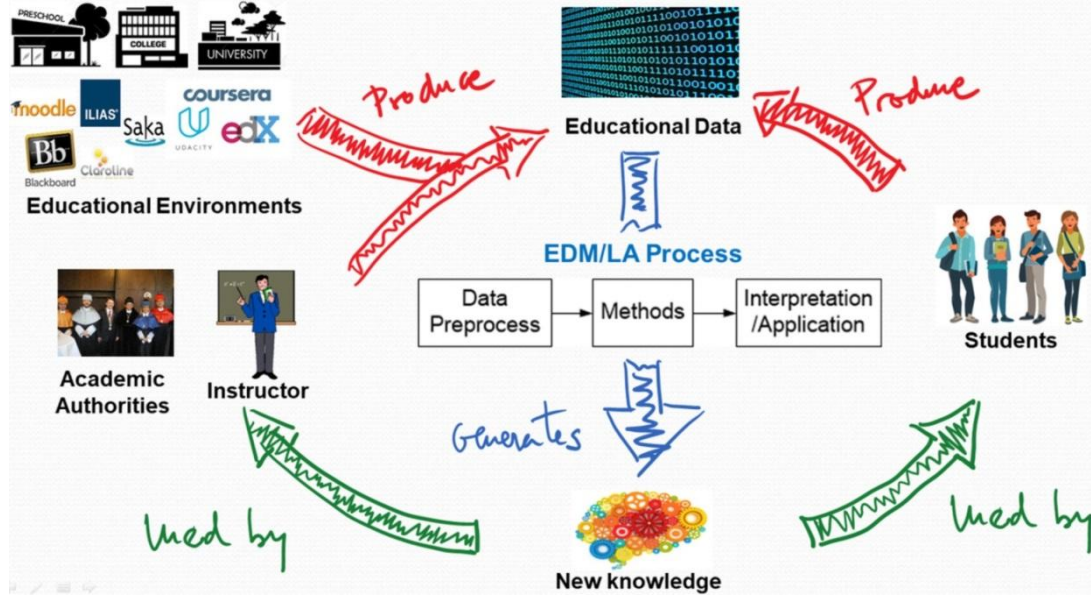 PRESCHOOL
COLLEGE
UNIVERSITY
moodle
ILIAS
Saka
UDACITY
coursera
edX
Bb
Blackboard
Claroline
Educational Environments
Produce
Educational Data
Produce
EDM/LA Process
Data
Preprocess
Methods
Interpretation
/Application
Students
Academic
Authorities
Instructor
Generates
used by
used by
New knowledge